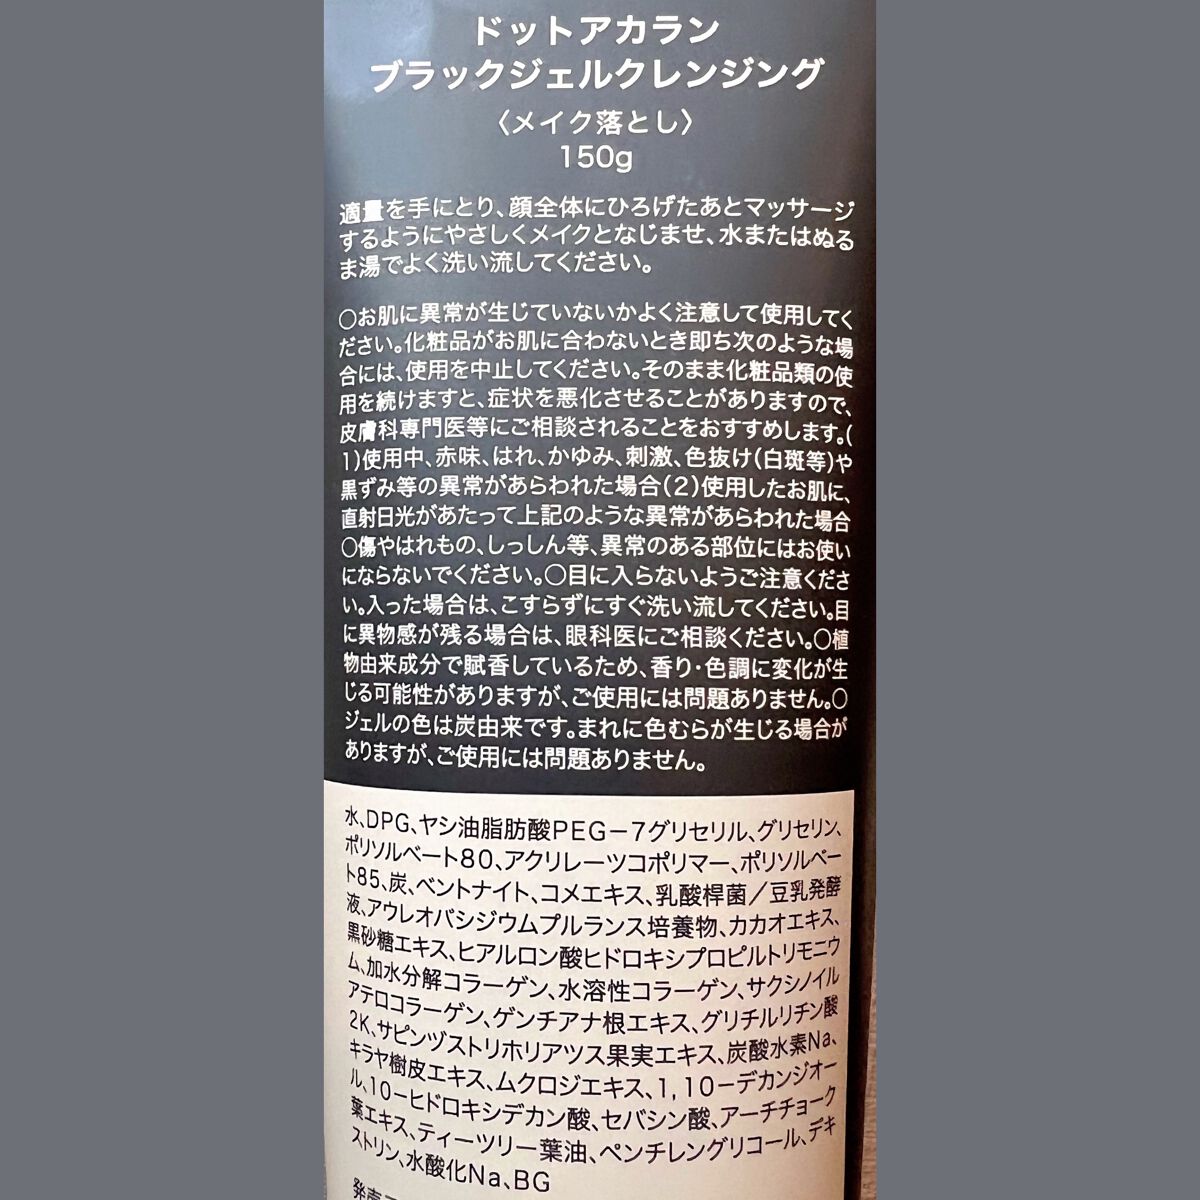 ドットアカラン
ブラックジェルクレンジング
〈メイク落とし〉
150g
適量を手にとり、顔全体にひろげたあとマッサージ
するようにやさしくメイクとなじませ、水またはぬる
ま湯でよく洗い流してください。
○お肌に異常が生じていないかよく注意して使用してく
ださい。化粧品がお肌に合わないとき即ち次のような場
合には、使用を中止してください。そのまま化粧品類の使
用を続けますと、症状を悪化させることがありますので、
皮膚科専門医等にご相談されることをおすすめします。(
1)使用中、赤味、はれ、かゆみ、刺激、色抜け(白斑等)や
黒ずみ等の異常があらわれた場合(2)使用したお肌に、
直射日光があたって上記のような異常があらわれた場合
○傷やはれもの、しっしん等、異常のある部位にはお使い
にならないでください。○目に入らないようご注意くださ
い。入った場合は、こすらずにすぐ洗い流してください。目
に異物感が残る場合は、眼科医にご相談ください。○植
物由来成分で賦香しているため、香り・色調に変化が生
じる可能性がありますが、ご使用には問題ありません。○
ジェルの色は炭由来です。まれに色むらが生じる場合が
ありますが、ご使用には問題ありません。
水、DPG、ヤシ油脂肪酸PEG－7グリセリル、グリセリン、
ポリソルベート80、アクリレーツコポリマー、ポリソルベー
ト85、炭、ベントナイト、コメエキス、乳酸桿菌／豆乳発酵
液、アウレオバシジウムプルランス培養物、カカオエキス、
黒砂糖エキス、ヒアルロン酸ヒドロキシプロピルトリモニウ
ム、加水分解コラーゲン、水溶性コラーゲン、サクシノイル
アテロコラーゲン、ゲンチアナ根エキス、グリチルリチン酸
2K、サピンヅストリホリアツス果実エキス、炭酸水素Na、
キラヤ樹皮エキス、ムクロジエキス、1，10－デカンジオー
ル、10－ヒドロキシデカン酸、セバシン酸、アーチチョーク
葉エキス、ティーツリー葉油、ペンチレングリコール、デキ
ストリン、水酸化Na、BG
発売元